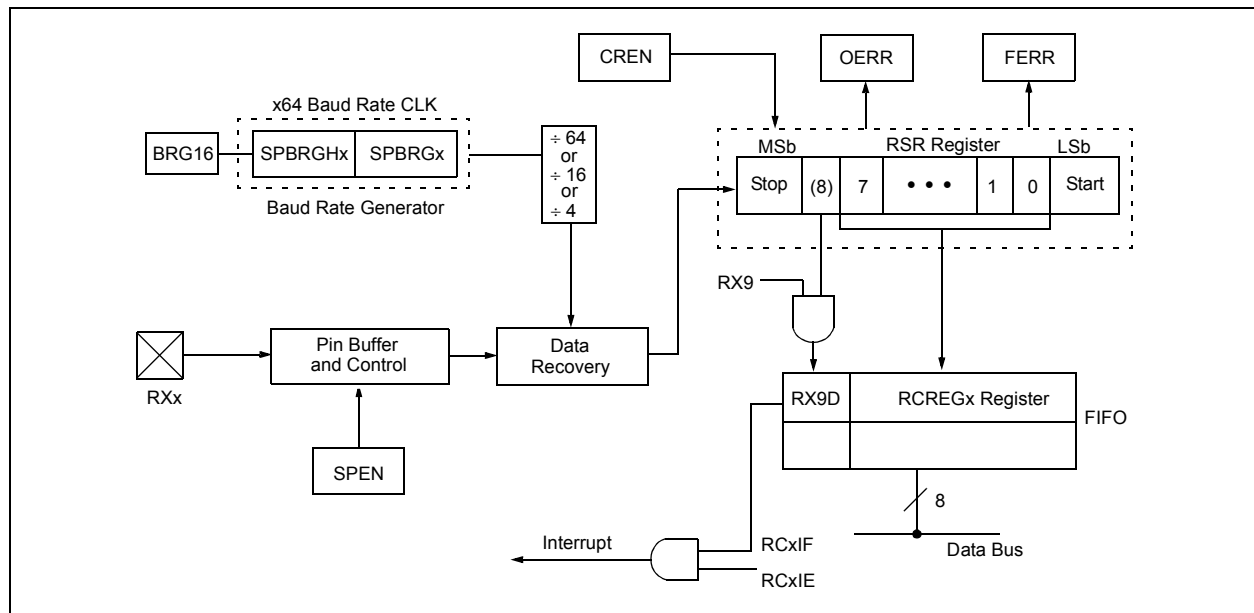 CREN
OERR
FERR
x64 Baud Rate CLK
BRG16
SPBRGHx
SPBRGx
Baud Rate Generator
÷ 64
or
÷ 16
or
÷ 4
MSb
RSR Register
LSb
Stop
(8)
7
• • •
1
0
Start
RX9
RXx
Pin Buffer
and Control
Data
Recovery
SPEN
RX9D
RCREGx Register
FIFO
8
Data Bus
Interrupt
RCxIF
RCxIE